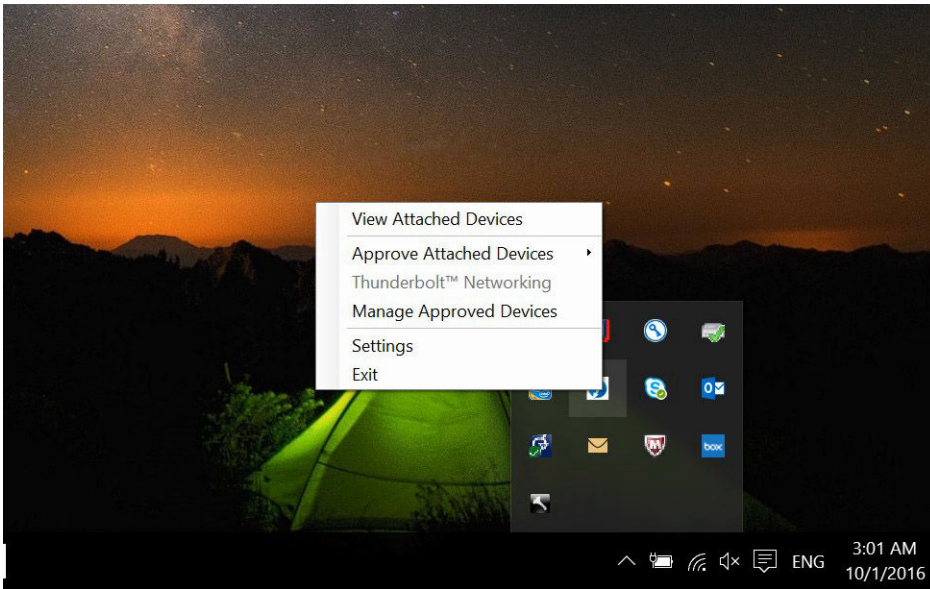 View Attached Devices
Approve Attached Devices
Thunderbolt™ Networking
Manage Approved Devices
Settings
Exit
box
ENG
3:01 AM
10/1/2016